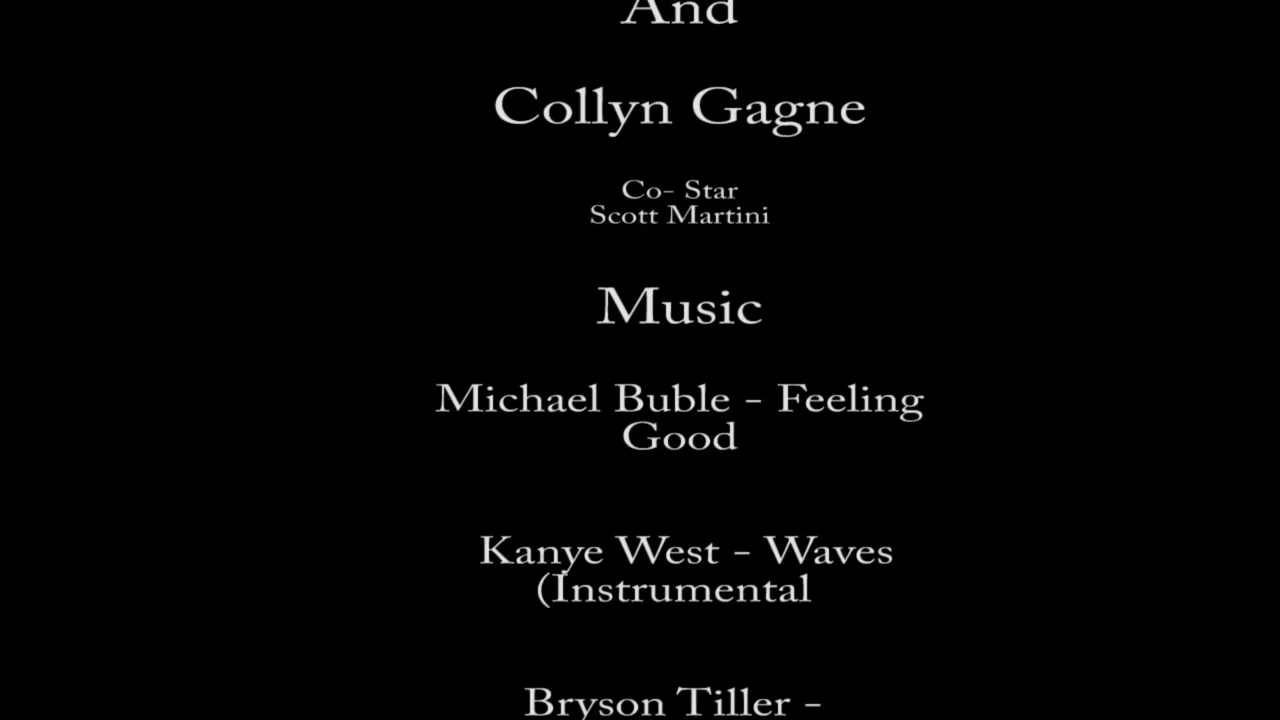 And
Collyn Gagne
Co- Star
Scott Martini
Music
Michael Buble - Feeling
Good
Kanye West - Waves
(Instrumental
Bryson Tiller -